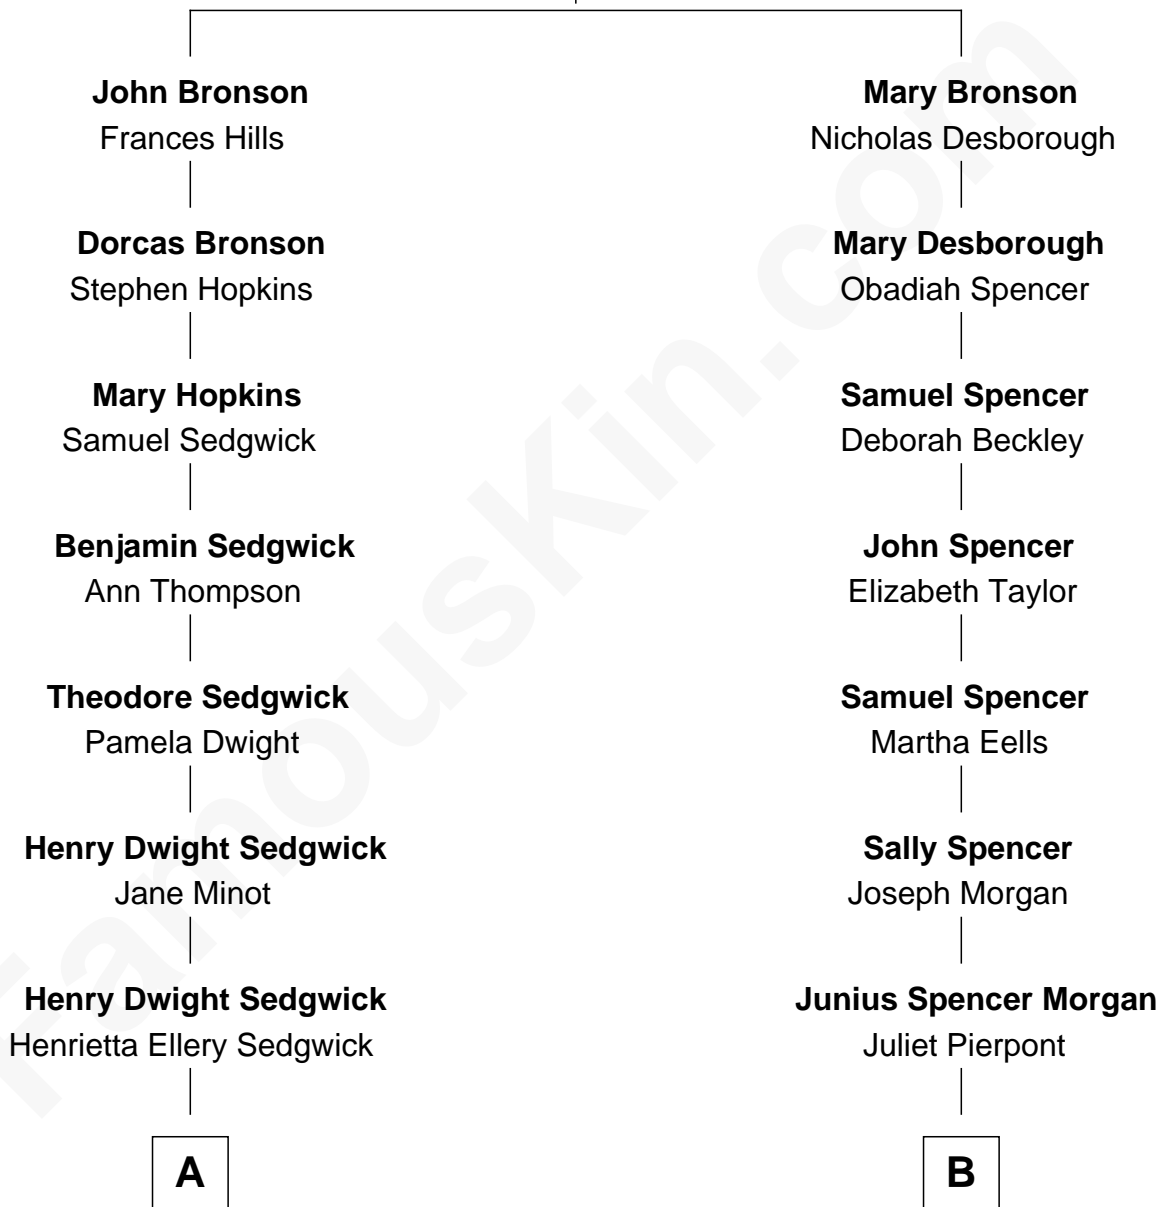 John Bronson
Frances Hills
Dorcas Bronson
Stephen Hopkins
Mary Hopkins
Samuel Sedgwick
Benjamin Sedgwick
Ann Thompson
Theodore Sedgwick
Pamela Dwight
Henry Dwight Sedgwick
Jane Minot
Henry Dwight Sedgwick
Henrietta Ellery Sedgwick
A
Mary Bronson
Nicholas Desborough
Mary Desborough
Obadiah Spencer
Samuel Spencer
Deborah Beckley
John Spencer
Elizabeth Taylor
Samuel Spencer
Martha Eells
Sally Spencer
Joseph Morgan
Junius Spencer Morgan
Juliet Pierpont
B
FamousKin.com